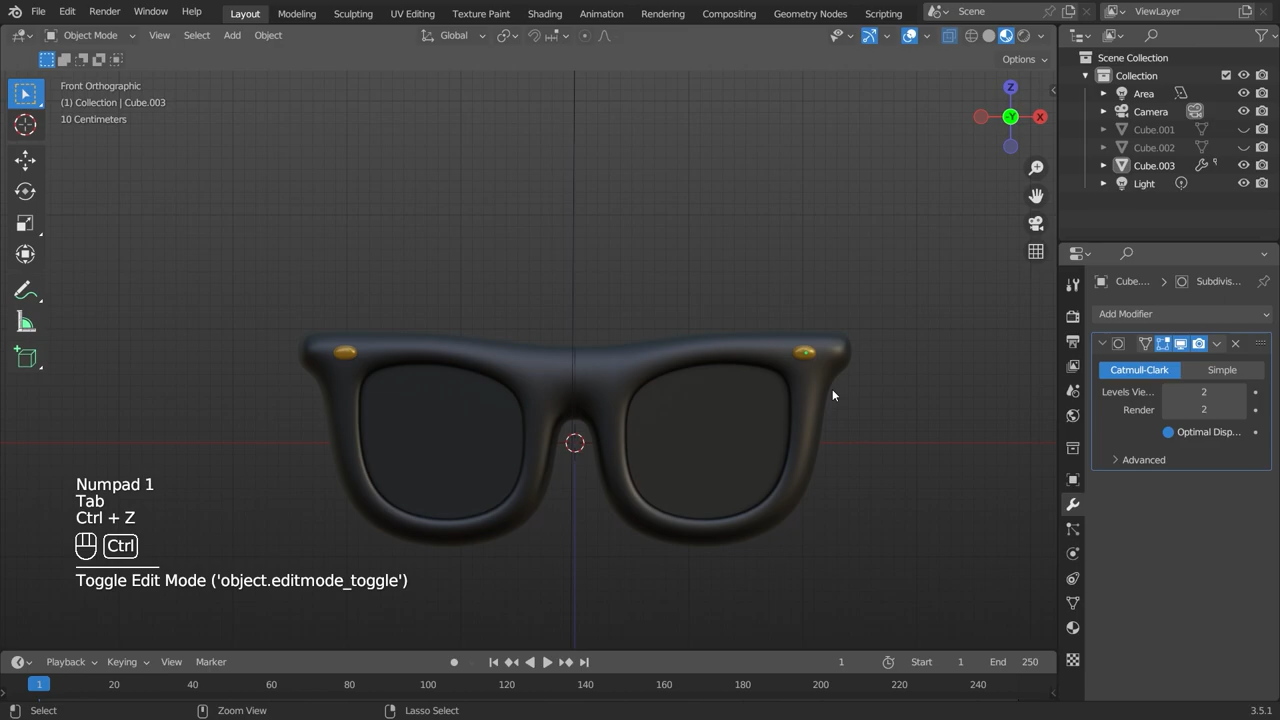 File Edit Render Window Help Layout Modeling Sculpting UV Editing Texture Paint Shading Animation Rendering Compositing Geometry Nodes Scripting Scene ViewLayer
Object Mode View Select Add Object Global
Options
Front Orthographic
(1) Collection | Cube.003
10 Centimeters
Z
Y
X
Scene Collection
Collection
Area
Camera
Cube.001
Cube.002
Cube.003
Light
Cube.... Subdivis...
Add Modifier
Catmull-Clark Simple
Levels Vie... 2
Render 2
Optimal Disp...
Advanced
Numpad 1
Tab
Ctrl + Z
Ctrl
Toggle Edit Mode ('object.editmode_toggle')
Playback Keying View Marker 1 Start 1 End 250
1 20 40 60 80 100 120 140 160 180 200 220 240
Select Zoom View Lasso Select 3.5.1